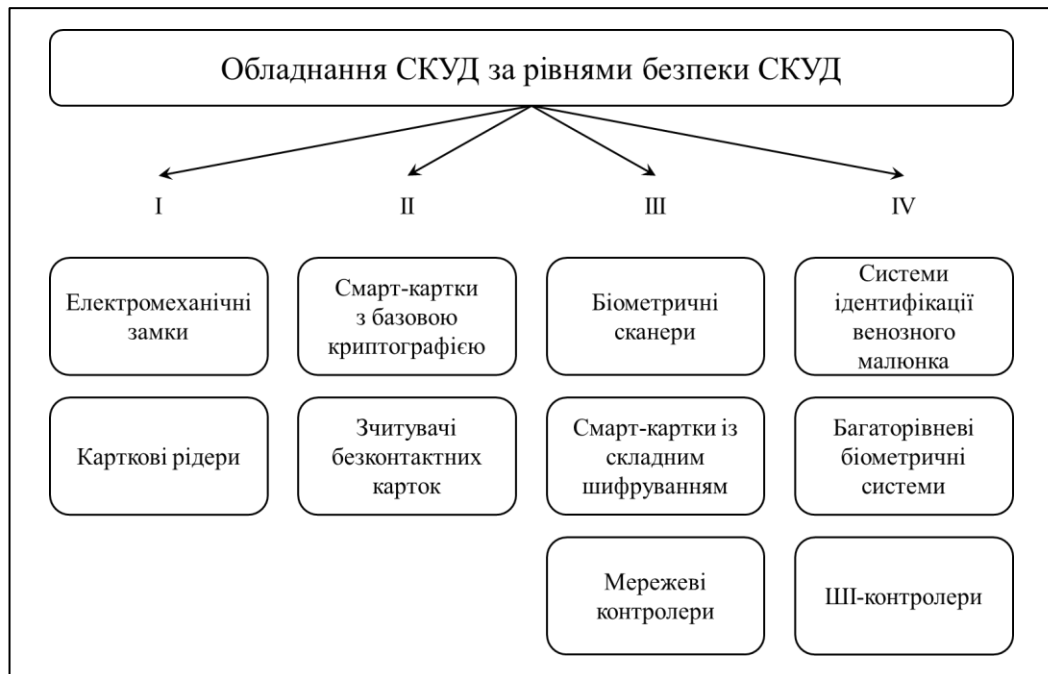 Обладнання СКУД за рівнями безпеки СКУД
I
II
III
IV
Електромеханічні
замки
Смарт-картки
з базовою
криптографією
Біометричні
сканери
Системи
ідентифікації
венозного
малюнка
Карткові рідери
Зчитувачі
безконтактних
карток
Смарт-картки із
складним
шифруванням
Багаторівневі
біометричні
системи
Мережеві
контролери
ШІ-контролери